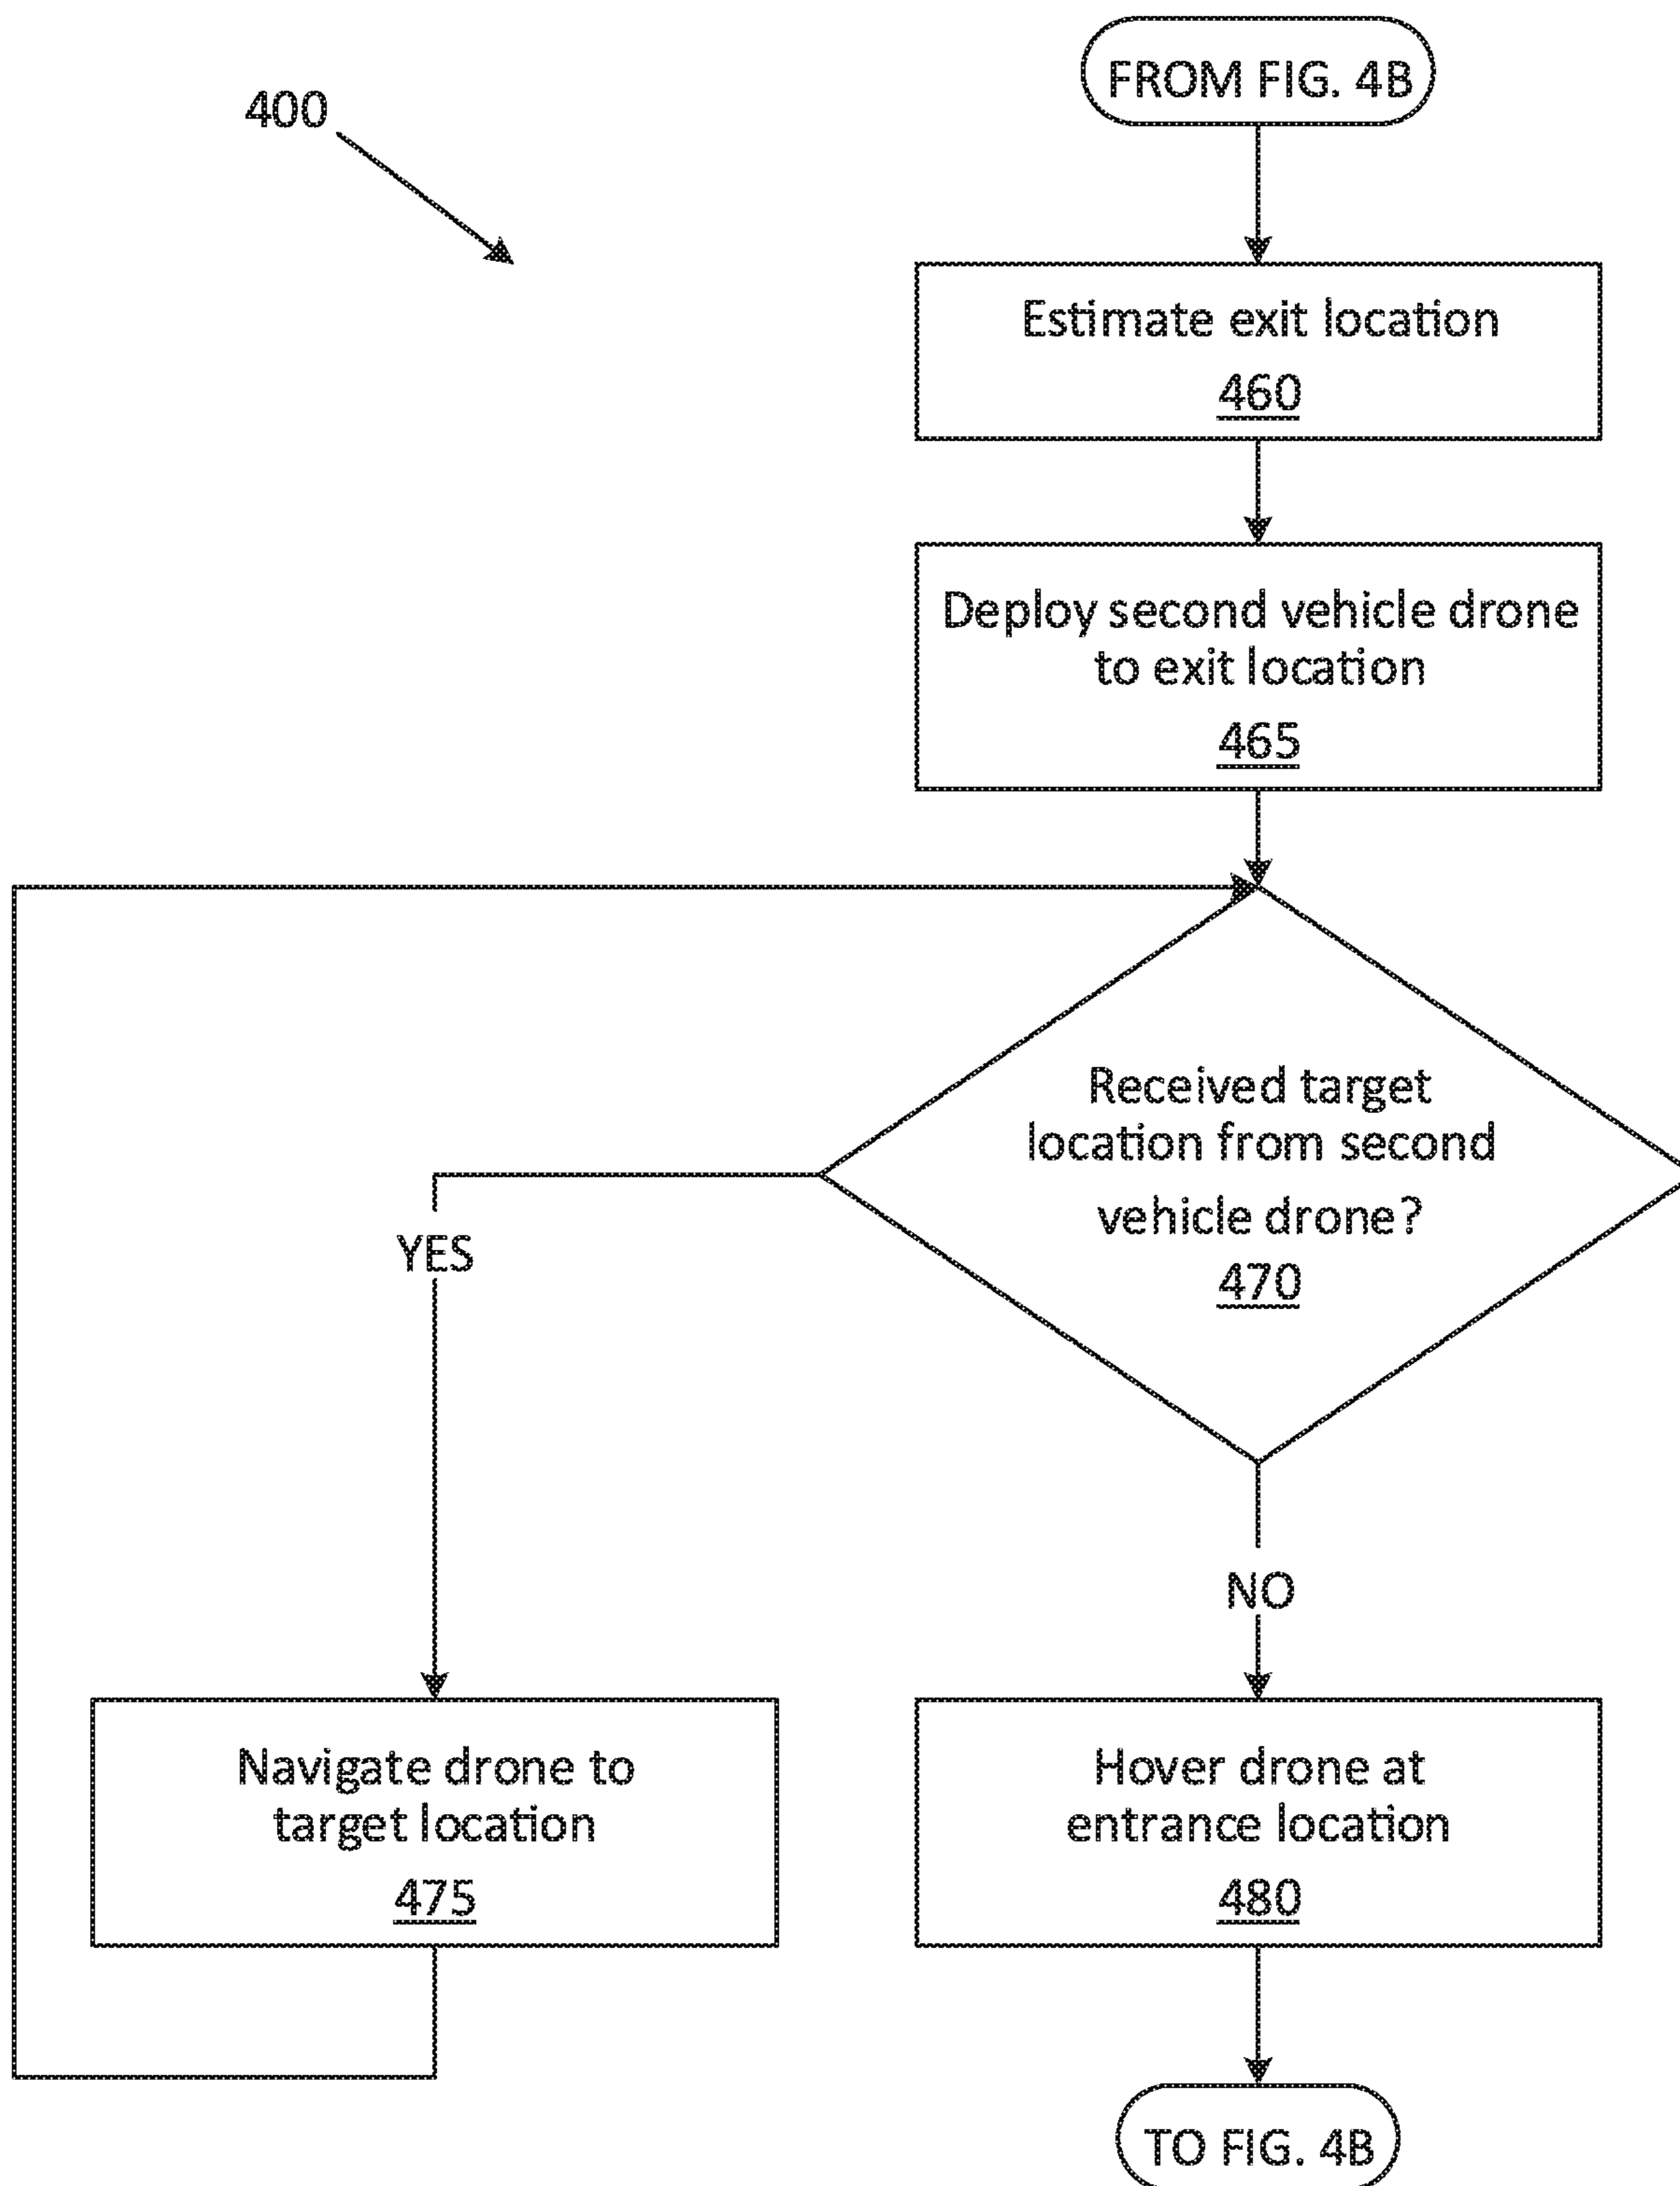 FROM FIG. 4B
400
Estimate exit location
460
Deploy second vehicle drone
to exit location
465
Received target
location from second
vehicle drone?
470
YES
NO
Navigate drone to
target location
475
Hover drone at
entrance location
480
TO FIG. 4B